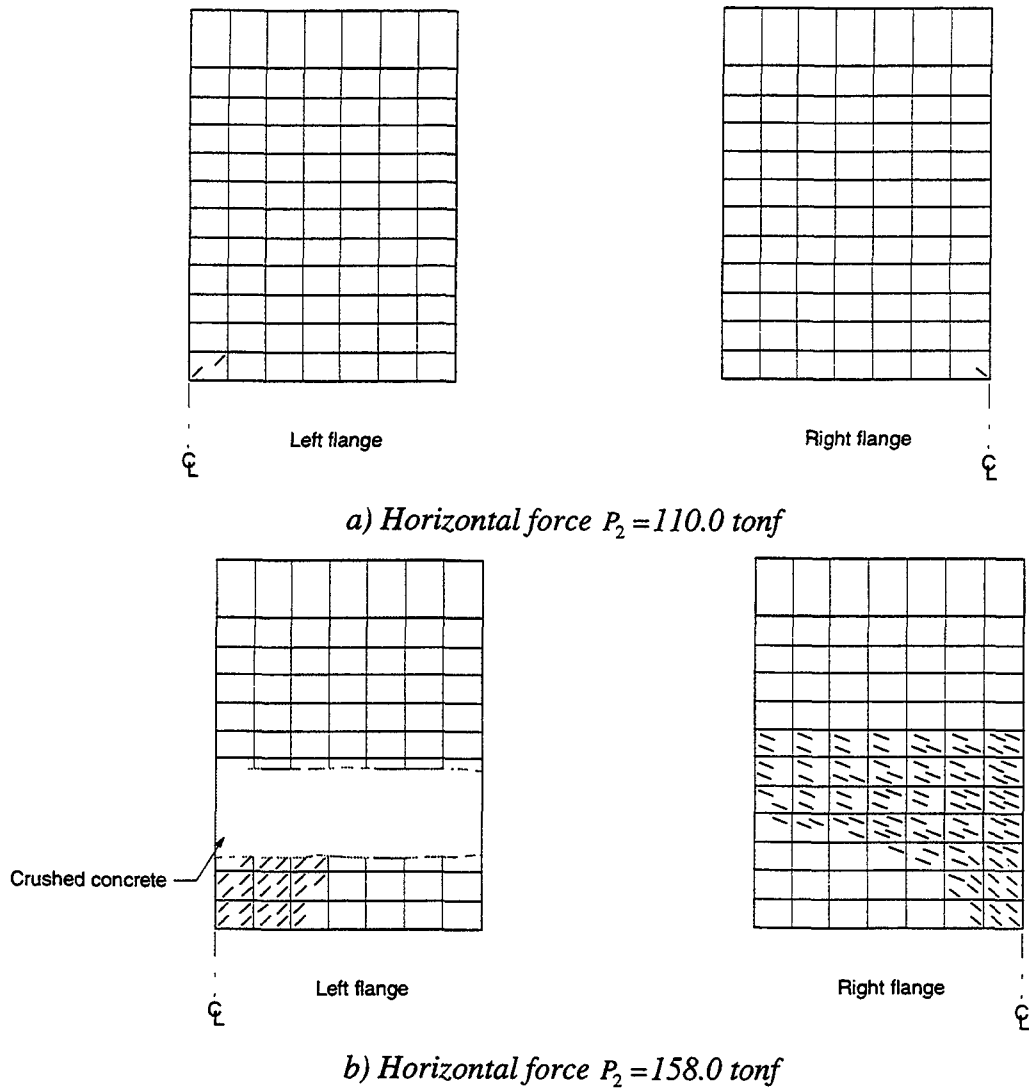 Left flange
Right flange
℄
℄
a) Horizontal force P₂ = 110.0 tonf
Crushed concrete
Left flange
Right flange
℄
℄
b) Horizontal force P₂ = 158.0 tonf